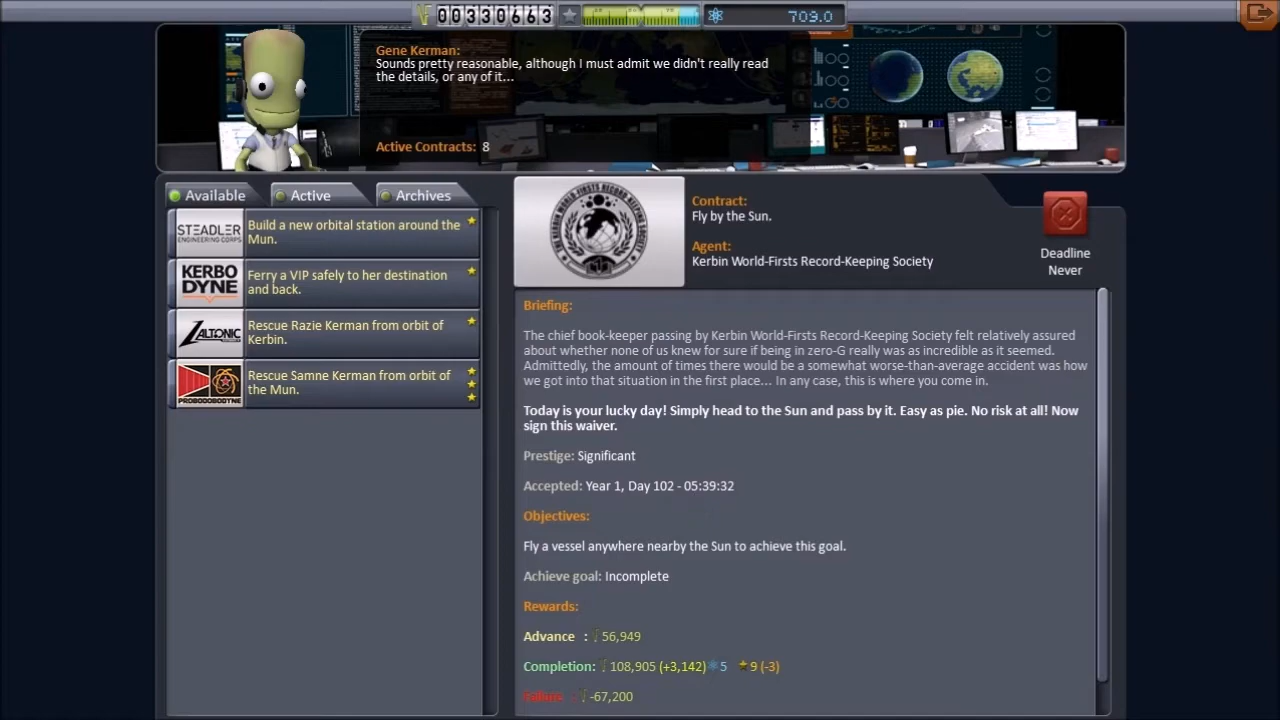 00330663
709.0
Gene Kerman:
Sounds pretty reasonable, although I must admit we didn't really read
the details, or any of it...
Active Contracts: 8
Available
Active
Archives
STEADLER
ENGINEERING CORPS
Build a new orbital station around the
Mun.
KERBO
DYNE
Ferry a VIP safely to her destination
and back.
ZALTONIC
Rescue Razie Kerman from orbit of
Kerbin.
PROBODOBODYNE
Rescue Samne Kerman from orbit of
the Mun.
Contract:
Fly by the Sun.
Agent:
Kerbin World-Firsts Record-Keeping Society
Deadline
Never
Briefing:
The chief book-keeper passing by Kerbin World-Firsts Record-Keeping Society felt relatively assured
about whether none of us knew for sure if being in zero-G really was as incredible as it seemed.
Admittedly, the amount of times there would be a somewhat worse-than-average accident was how
we got into that situation in the first place... In any case, this is where you come in.
Today is your lucky day! Simply head to the Sun and pass by it. Easy as pie. No risk at all! Now
sign this waiver.
Prestige: Significant
Accepted: Year 1, Day 102 - 05:39:32
Objectives:
Fly a vessel anywhere nearby the Sun to achieve this goal.
Achieve goal: Incomplete
Rewards:
Advance : 56,949
Completion: 108,905 (+3,142) 5 9 (-3)
Failure : -67,200